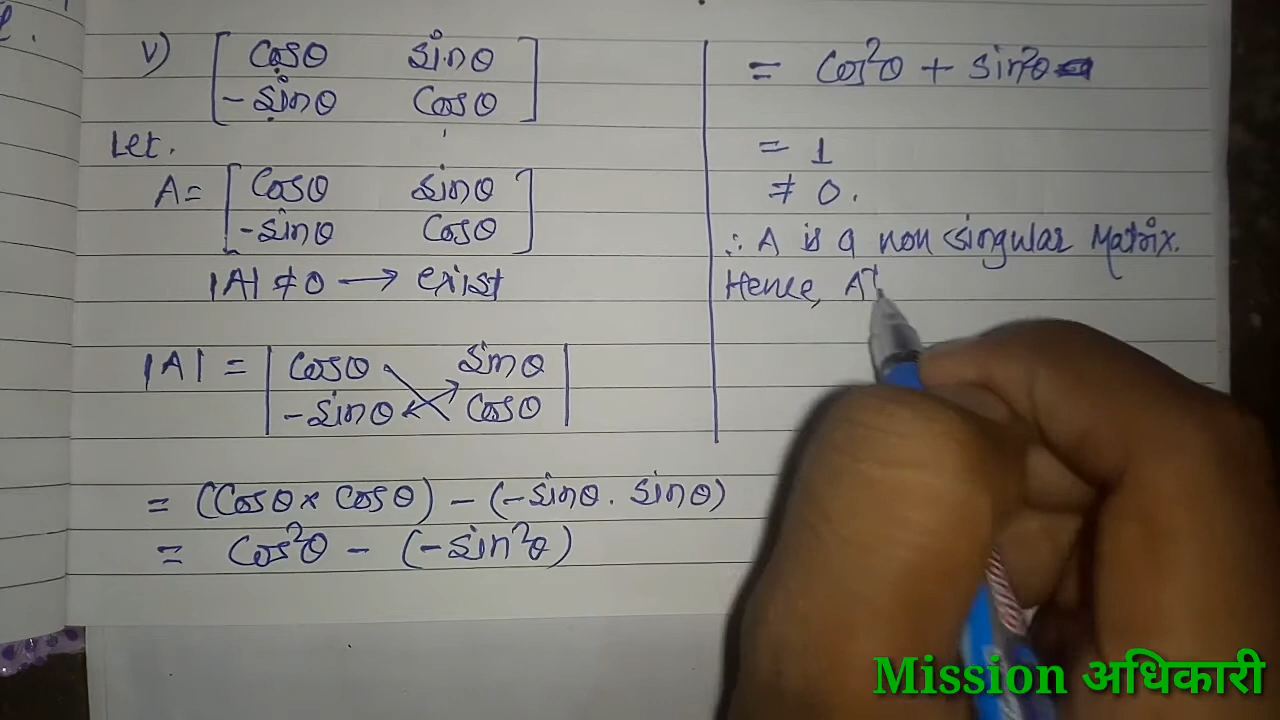 v) [ Cosθ sinθ
-sinθ Cosθ ]
Let.
A = [ Cosθ sinθ
-sinθ Cosθ ]
|A| ≠ 0 → exist
|A| = | Cosθ sinθ
-sinθ Cosθ |
= (Cosθ × Cosθ) - (-sinθ . sinθ)
= Cos²θ - (-sin²θ)
= Cos²θ + sin²θ
= 1
≠ 0.
∴ A is a non singular Matrix.
Hence, A
Mission अधिकारी